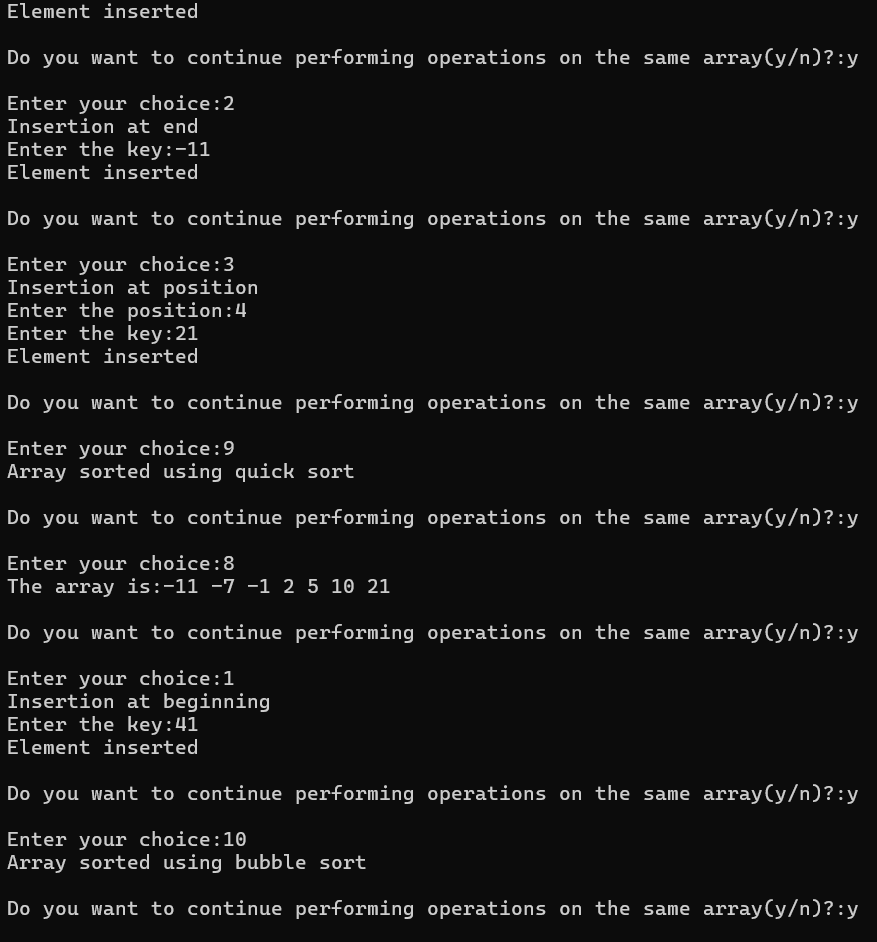 Element inserted
Do you want to continue performing operations on the same array(y/n)?:y
Enter your choice:2
Insertion at end
Enter the key:-11
Element inserted
Do you want to continue performing operations on the same array(y/n)?:y
Enter your choice:3
Insertion at position
Enter the position:4
Enter the key:21
Element inserted
Do you want to continue performing operations on the same array(y/n)?:y
Enter your choice:9
Array sorted using quick sort
Do you want to continue performing operations on the same array(y/n)?:y
Enter your choice:8
The array is:-11 -7 -1 2 5 10 21
Do you want to continue performing operations on the same array(y/n)?:y
Enter your choice:1
Insertion at beginning
Enter the key:41
Element inserted
Do you want to continue performing operations on the same array(y/n)?:y
Enter your choice:10
Array sorted using bubble sort
Do you want to continue performing operations on the same array(y/n)?:y